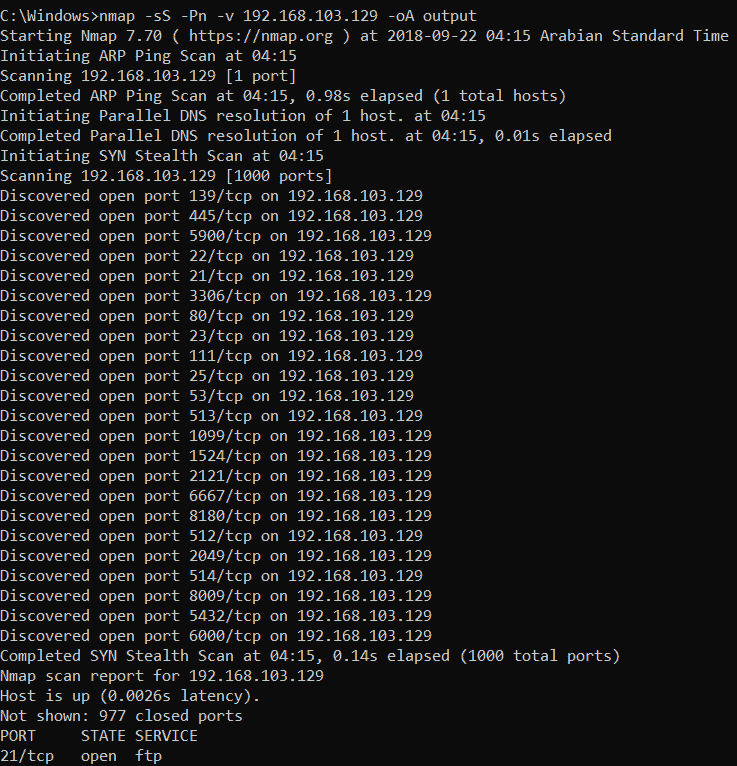 C:\Windows>nmap -sS -Pn -v 192.168.103.129 -oA output
Starting Nmap 7.70 ( https://nmap.org ) at 2018-09-22 04:15 Arabian Standard Time
Initiating ARP Ping Scan at 04:15
Scanning 192.168.103.129 [1 port]
Completed ARP Ping Scan at 04:15, 0.98s elapsed (1 total hosts)
Initiating Parallel DNS resolution of 1 host. at 04:15
Completed Parallel DNS resolution of 1 host. at 04:15, 0.01s elapsed
Initiating SYN Stealth Scan at 04:15
Scanning 192.168.103.129 [1000 ports]
Discovered open port 139/tcp on 192.168.103.129
Discovered open port 445/tcp on 192.168.103.129
Discovered open port 5900/tcp on 192.168.103.129
Discovered open port 22/tcp on 192.168.103.129
Discovered open port 21/tcp on 192.168.103.129
Discovered open port 3306/tcp on 192.168.103.129
Discovered open port 80/tcp on 192.168.103.129
Discovered open port 23/tcp on 192.168.103.129
Discovered open port 111/tcp on 192.168.103.129
Discovered open port 25/tcp on 192.168.103.129
Discovered open port 53/tcp on 192.168.103.129
Discovered open port 513/tcp on 192.168.103.129
Discovered open port 1099/tcp on 192.168.103.129
Discovered open port 1524/tcp on 192.168.103.129
Discovered open port 2121/tcp on 192.168.103.129
Discovered open port 6667/tcp on 192.168.103.129
Discovered open port 8180/tcp on 192.168.103.129
Discovered open port 512/tcp on 192.168.103.129
Discovered open port 2049/tcp on 192.168.103.129
Discovered open port 514/tcp on 192.168.103.129
Discovered open port 8009/tcp on 192.168.103.129
Discovered open port 5432/tcp on 192.168.103.129
Discovered open port 6000/tcp on 192.168.103.129
Completed SYN Stealth Scan at 04:15, 0.14s elapsed (1000 total ports)
Nmap scan report for 192.168.103.129
Host is up (0.0026s latency).
Not shown: 977 closed ports
PORT     STATE SERVICE
21/tcp   open  ftp